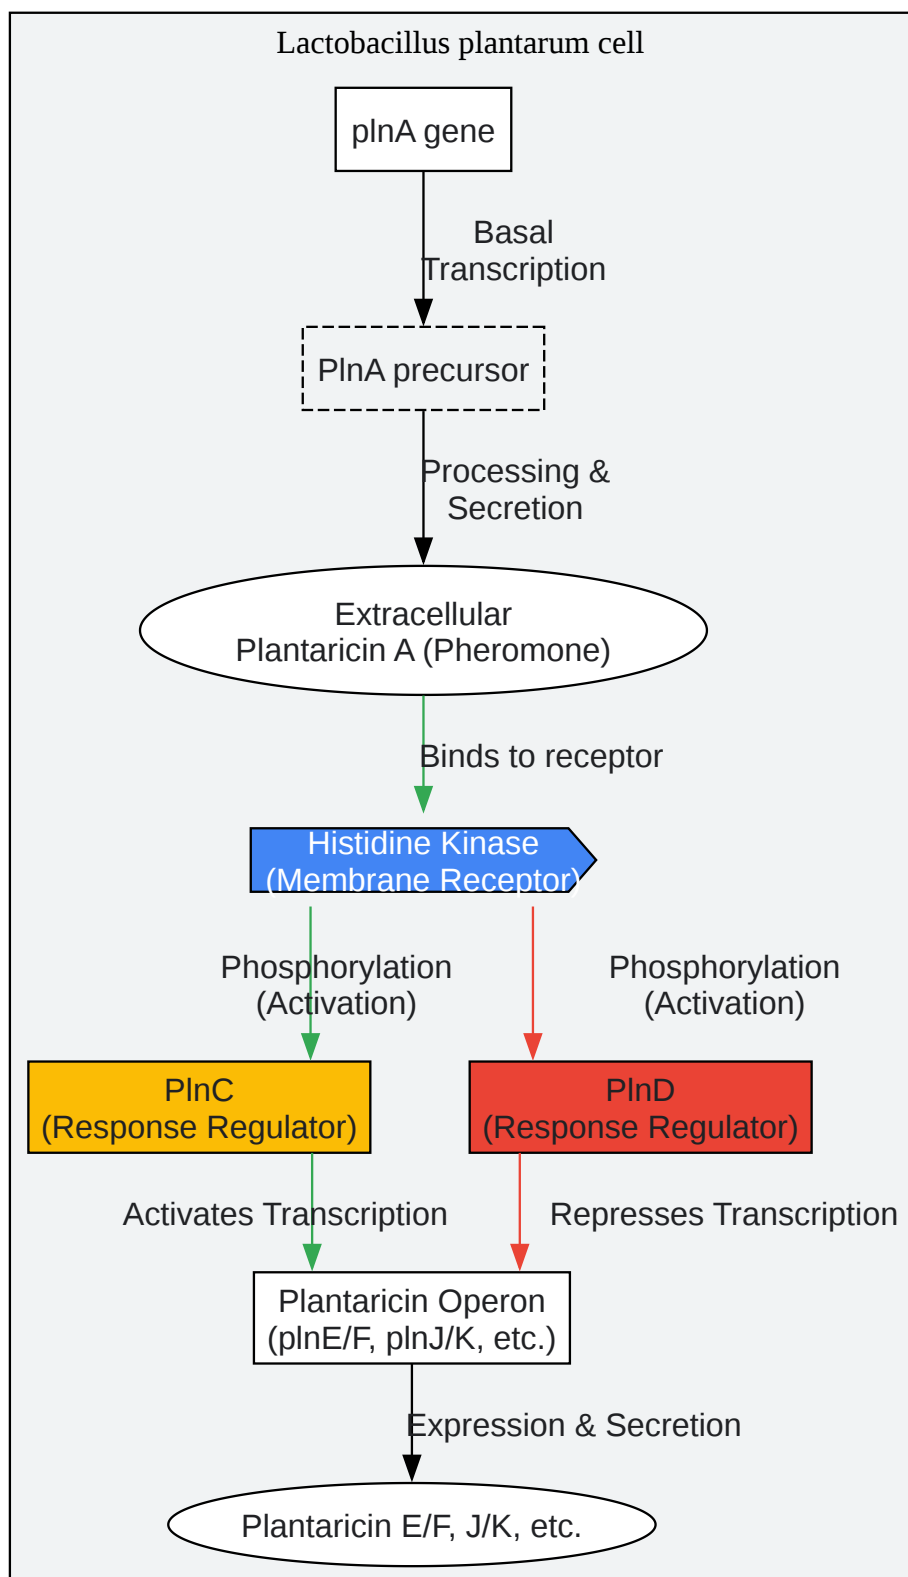 Lactobacillus plantarum cell
plnA gene
Basal
Transcription
PlnA precursor
Processing &
Secretion
Extracellular
Plantaricin A (Pheromone)
Binds to receptor
Histidine Kinase
(Membrane Receptor)
Phosphorylation
(Activation)
Phosphorylation
(Activation)
PlnC
(Response Regulator)
PlnD
(Response Regulator)
Activates Transcription
Represses Transcription
Plantaricin Operon
(plnE/F, plnJ/K, etc.)
Expression & Secretion
Plantaricin E/F, J/K, etc.